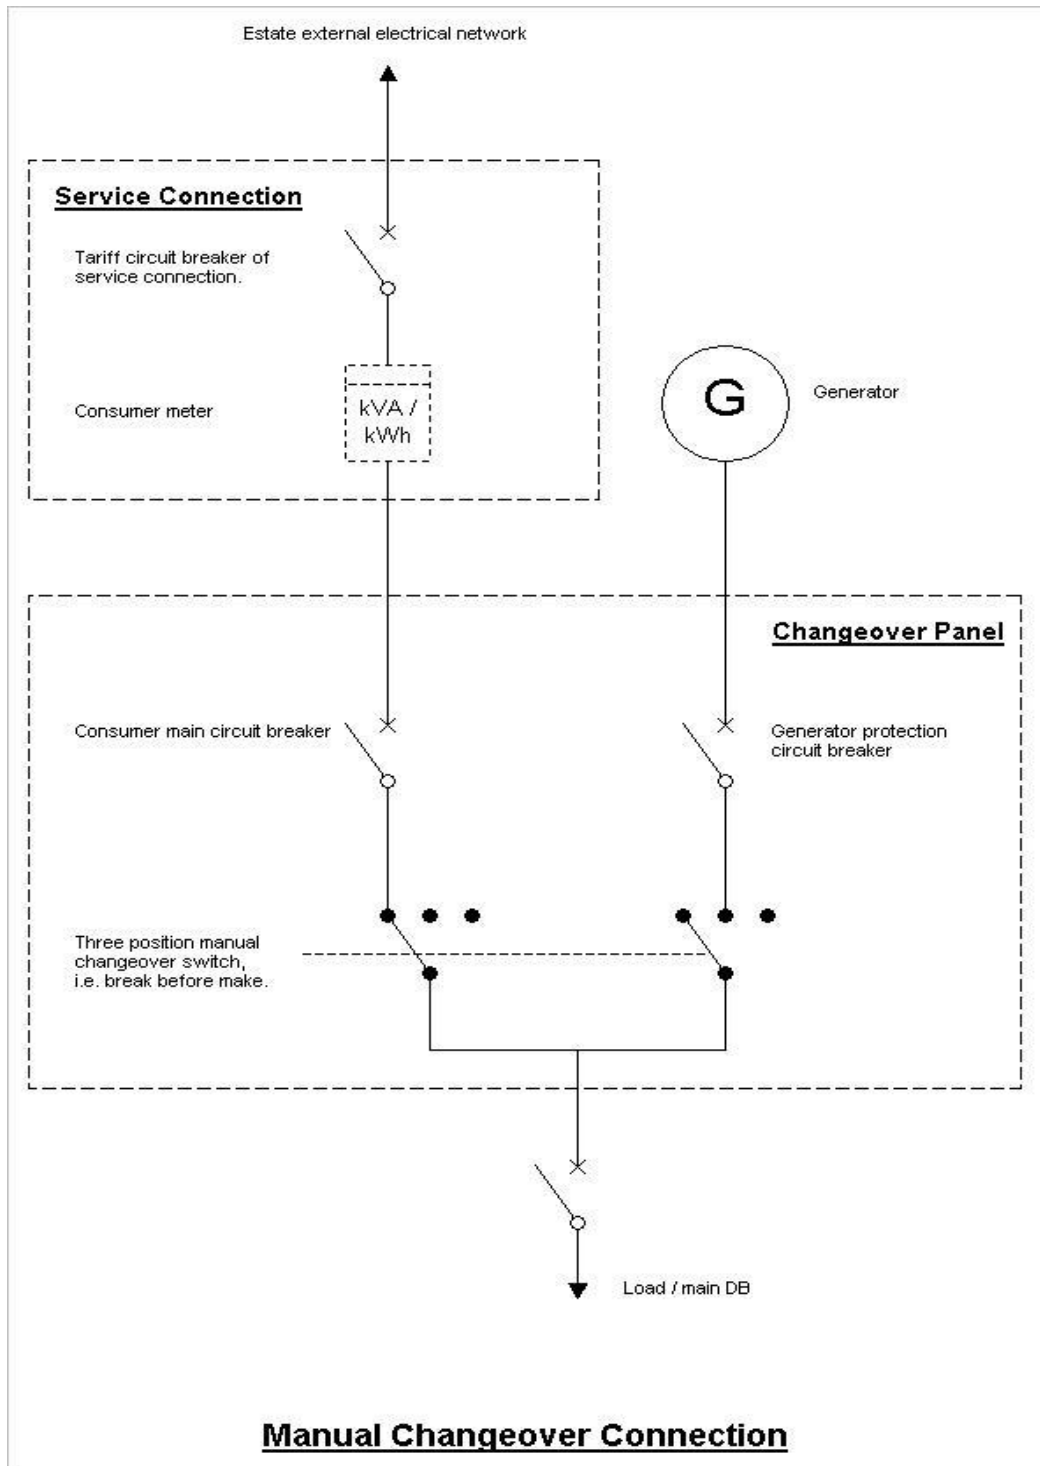 Estate external electrical network
Service Connection
Tariff circuit breaker of
service connection.
Consumer meter
kVA /
kWh
G
Generator
Changeover Panel
Consumer main circuit breaker
Generator protection
circuit breaker
Three position manual
changeover switch,
i.e. break before make.
Load / main DB
Manual Changeover Connection